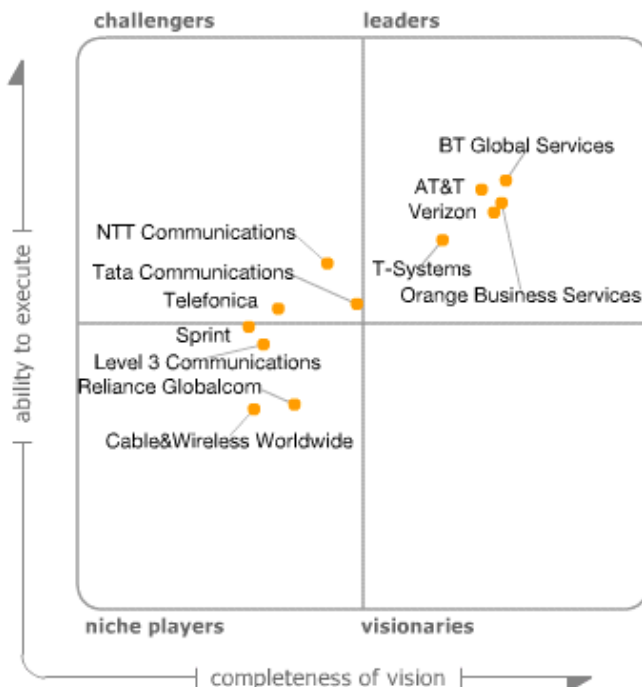 challengers
leaders
BT Global Services
AT&T
Verizon
NTT Communications
T-Systems
Tata Communications
Orange Business Services
Telefonica
Sprint
Level 3 Communications
Reliance Globalcom
Cable&Wireless Worldwide
ability to execute
niche players
visionaries
completeness of vision